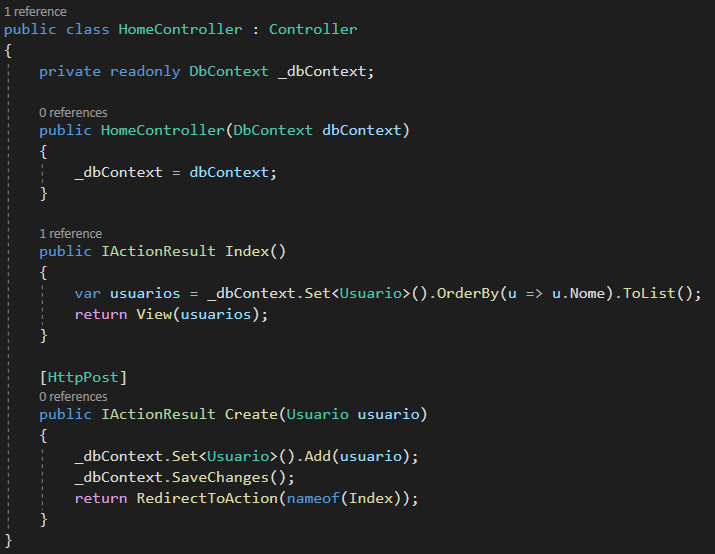 1 reference
public class HomeController : Controller
{
private readonly DbContext _dbContext;
0 references
public HomeController(DbContext dbContext)
{
_dbContext = dbContext;
}
1 reference
public IActionResult Index()
{
var usuarios = _dbContext.Set<Usuario>().OrderBy(u => u.Nome).ToList();
return View(usuarios);
}
[HttpPost]
0 references
public IActionResult Create(Usuario usuario)
{
_dbContext.Set<Usuario>().Add(usuario);
_dbContext.SaveChanges();
return RedirectToAction(nameof(Index));
}
}